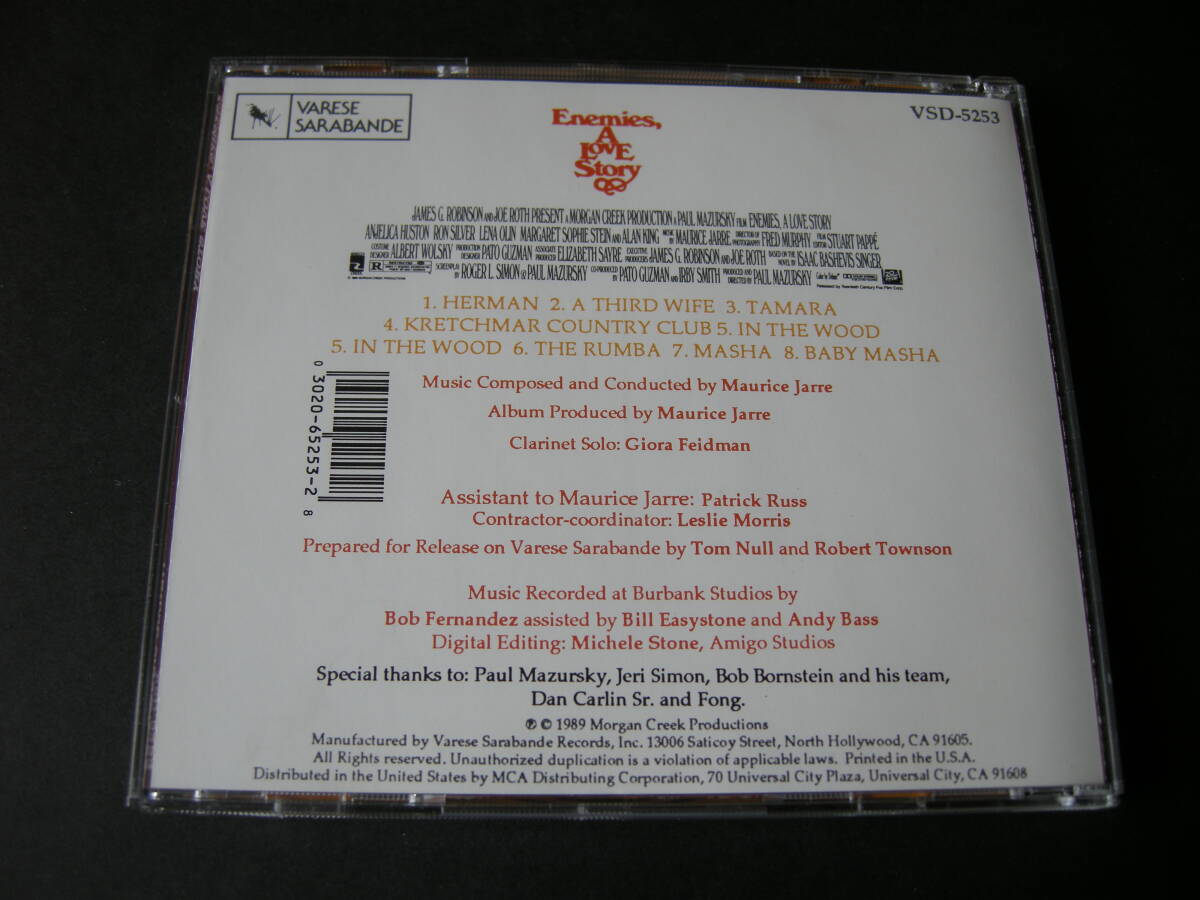 VARESE
SARABANDE
VSD-5253
Enemies,
A
LOVE
Story
JAMES G. ROBINSON AND JOE ROTH PRESENT A MORGAN CREEK PRODUCTION A PAUL MAZURSKY FILM ENEMIES, A LOVE STORY
ANJELICA HUSTON RON SILVER LENA OLIN MARGARET SOPHIE STEIN AND ALAN KING MUSIC BY MAURICE JARRE DIRECTOR OF PHOTOGRAPHY FRED MURPHY FILM EDITOR STUART PAPPÉ
COSTUME DESIGNER ALBERT WOLSKY PRODUCTION DESIGNER PATO GUZMAN ASSOCIATE PRODUCER ELIZABETH SAYRE EXECUTIVE PRODUCERS JAMES G. ROBINSON AND JOE ROTH BASED ON THE NOVEL BY ISAAC BASHEVIS SINGER
R SCREENPLAY BY ROGER L. SIMON & PAUL MAZURSKY CO-PRODUCED BY PATO GUZMAN AND IRBY SMITH PRODUCED AND DIRECTED BY PAUL MAZURSKY
Released by Twentieth Century Fox Film Corp.
1. HERMAN 2. A THIRD WIFE 3. TAMARA
4. KRETCHMAR COUNTRY CLUB 5. IN THE WOOD
5. IN THE WOOD 6. THE RUMBA 7. MASHA 8. BABY MASHA
0 3020-65253-2 8
Music Composed and Conducted by Maurice Jarre
Album Produced by Maurice Jarre
Clarinet Solo: Giora Feidman
Assistant to Maurice Jarre: Patrick Russ
Contractor-coordinator: Leslie Morris
Prepared for Release on Varese Sarabande by Tom Null and Robert Townson
Music Recorded at Burbank Studios by
Bob Fernandez assisted by Bill Easystone and Andy Bass
Digital Editing: Michele Stone, Amigo Studios
Special thanks to: Paul Mazursky, Jeri Simon, Bob Bornstein and his team,
Dan Carlin Sr. and Fong.
℗ © 1989 Morgan Creek Productions
Manufactured by Varese Sarabande Records, Inc. 13006 Saticoy Street, North Hollywood, CA 91605.
All Rights reserved. Unauthorized duplication is a violation of applicable laws. Printed in the U.S.A.
Distributed in the United States by MCA Distributing Corporation, 70 Universal City Plaza, Universal City, CA 91608